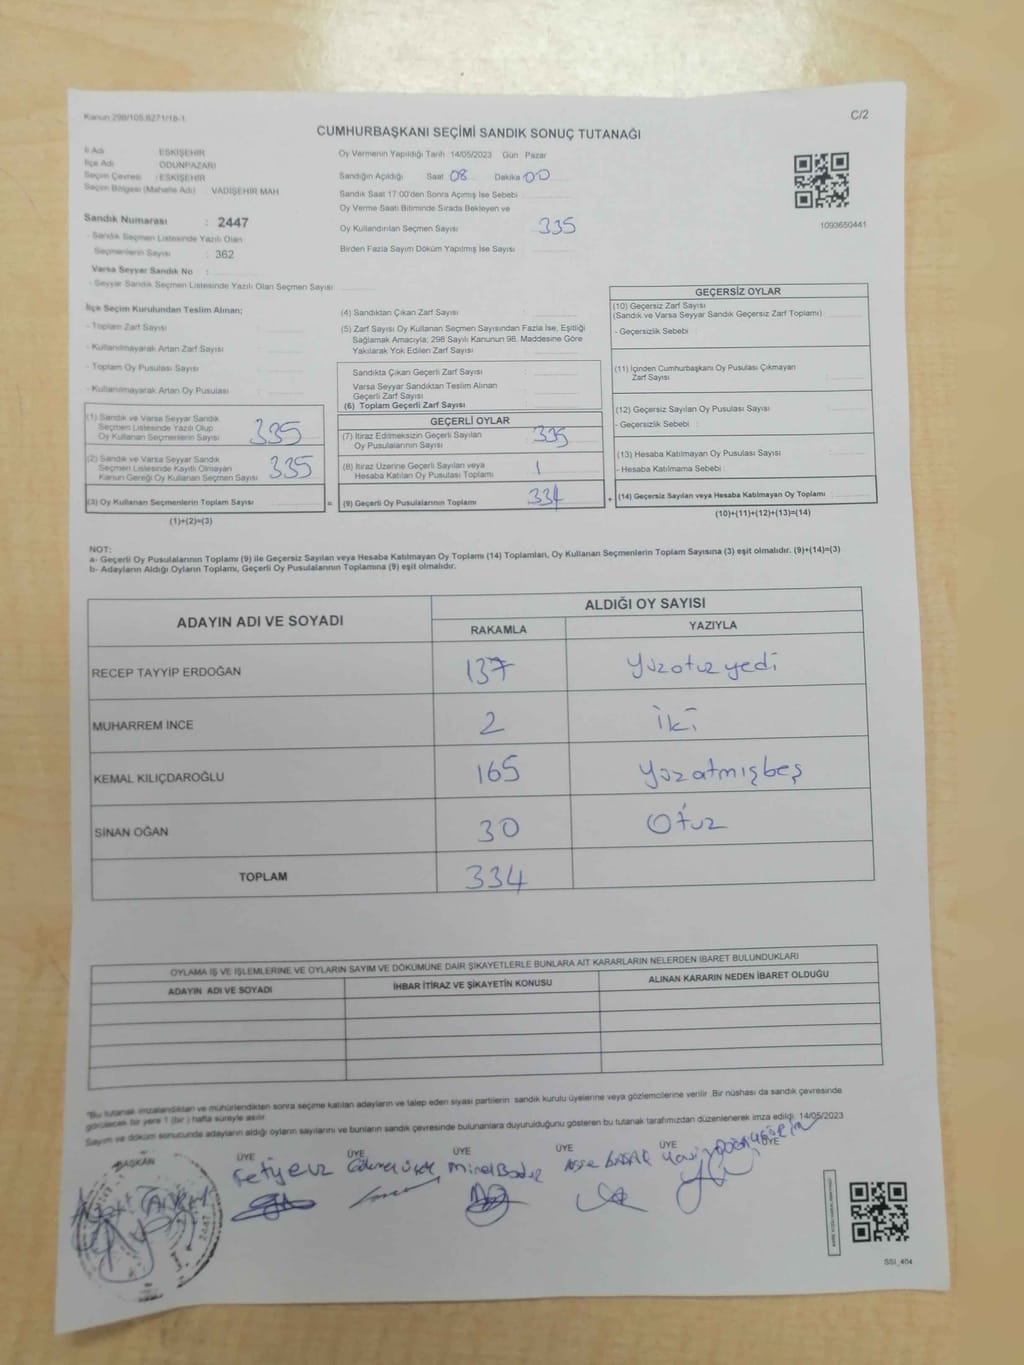 Kanun 298/105,6271/18-1
C/2
CUMHURBAŞKANI SEÇİMİ SANDIK SONUÇ TUTANAĞI
İl Adı : ESKİŞEHİR
İlçe Adı : ODUNPAZARI
Seçim Çevresi : ESKİŞEHİR
Seçim Bölgesi (Mahalle Adı) : VADİŞEHİR MAH
Sandık Numarası : 2447
- Sandık Seçmen Listesinde Yazılı Olan
Seçmenlerin Sayısı : 362
Varsa Seyyar Sandık No :
- Seyyar Sandık Seçmen Listesinde Yazılı Olan Seçmen Sayısı :
Oy Vermenin Yapıldığı Tarih 14/05/2023 Gün Pazar
Sandığın Açıldığı Saat 08 Dakika 00
Sandık Saat 17:00'den Sonra Açılmış İse Sebebi
Oy Verme Saati Bitiminde Sırada Bekleyen ve
Oy Kullandırılan Seçmen Sayısı 335
Birden Fazla Sayım Döküm Yapılmış İse Sayısı
1093650441
İlçe Seçim Kurulundan Teslim Alınan;
- Toplam Zarf Sayısı :
- Kullanılmayarak Artan Zarf Sayısı :
- Toplam Oy Pusulası Sayısı :
- Kullanılmayarak Artan Oy Pusulası :
(1) Sandık ve Varsa Seyyar Sandık
Seçmen Listesinde Yazılı Olup
Oy Kullanan Seçmenlerin Sayısı 335
(2) Sandık ve Varsa Seyyar Sandık
Seçmen Listesinde Kayıtlı Olmayan
Kanun Gereği Oy Kullanan Seçmen Sayısı 335
(3) Oy Kullanan Seçmenlerin Toplam Sayısı =
(1)+(2)=(3)
(4) Sandıktan Çıkan Zarf Sayısı :
(5) Zarf Sayısı Oy Kullanan Seçmen Sayısından Fazla İse, Eşitliği
Sağlamak Amacıyla; 298 Sayılı Kanunun 98. Maddesine Göre
Yakılarak Yok Edilen Zarf Sayısı :
Sandıkta Çıkan Geçerli Zarf Sayısı :
Varsa Seyyar Sandıktan Teslim Alınan
Geçerli Zarf Sayısı :
(6) Toplam Geçerli Zarf Sayısı :
GEÇERLİ OYLAR
(7) İtiraz Edilmeksizin Geçerli Sayılan
Oy Pusulalarının Sayısı 335
(8) İtiraz Üzerine Geçerli Sayılan veya
Hesaba Katılan Oy Pusulası Toplamı 1
(9) Geçerli Oy Pusulalarının Toplamı 334 +
GEÇERSİZ OYLAR
(10) Geçersiz Zarf Sayısı
(Sandık ve Varsa Seyyar Sandık Geçersiz Zarf Toplamı)
- Geçersizlik Sebebi
(11) İçinden Cumhurbaşkanı Oy Pusulası Çıkmayan
Zarf Sayısı
(12) Geçersiz Sayılan Oy Pusulası Sayısı
- Geçersizlik Sebebi
(13) Hesaba Katılmayan Oy Pusulası Sayısı
- Hesaba Katılmama Sebebi
(14) Geçersiz Sayılan veya Hesaba Katılmayan Oy Toplamı
(10)+(11)+(12)+(13)=(14)
NOT:
a- Geçerli Oy Pusulalarının Toplamı (9) ile Geçersiz Sayılan veya Hesaba Katılmayan Oy Toplamı (14) Toplamları, Oy Kullanan Seçmenlerin Toplam Sayısına (3) eşit olmalıdır. (9)+(14)=(3)
b- Adayların Aldığı Oyların Toplamı, Geçerli Oy Pusulalarının Toplamına (9) eşit olmalıdır.
ADAYIN ADI VE SOYADI
ALDIĞI OY SAYISI
RAKAMLA YAZIYLA
RECEP TAYYİP ERDOĞAN 137 Yüzotuzyedi
MUHARREM İNCE 2 iki
KEMAL KILIÇDAROĞLU 165 Yüzatmışbeş
SİNAN OĞAN 30 Otuz
TOPLAM 334
OYLAMA İŞ VE İŞLEMLERİNE VE OYLARIN SAYIM VE DÖKÜMÜNE DAİR ŞİKAYETLERLE BUNLARA AİT KARARLARIN NELERDEN İBARET BULUNDUKLARI
ADAYIN ADI VE SOYADI İHBAR İTİRAZ VE ŞİKAYETİN KONUSU ALINAN KARARIN NEDEN İBARET OLDUĞU
*Bu tutanak imzalandıktan ve mühürlendikten sonra seçime katılan adayların ve talep eden siyasi partilerin sandık kurulu üyelerine veya gözlemcilerine verilir. Bir nüshası da sandık çevresinde
görülecek bir yere 1 (bir) hafta süreyle asılır.
Sayım ve döküm sonucunda adayların aldığı oyların sayılarını ve bunların sandık çevresinde bulunanlara duyurulduğunu gösteren bu tutanak tarafımızdan düzenlenerek imza edildi. 14/05/2023
BAŞKAN ÜYE ÜYE ÜYE ÜYE ÜYE ÜYE
2447
SSI_404